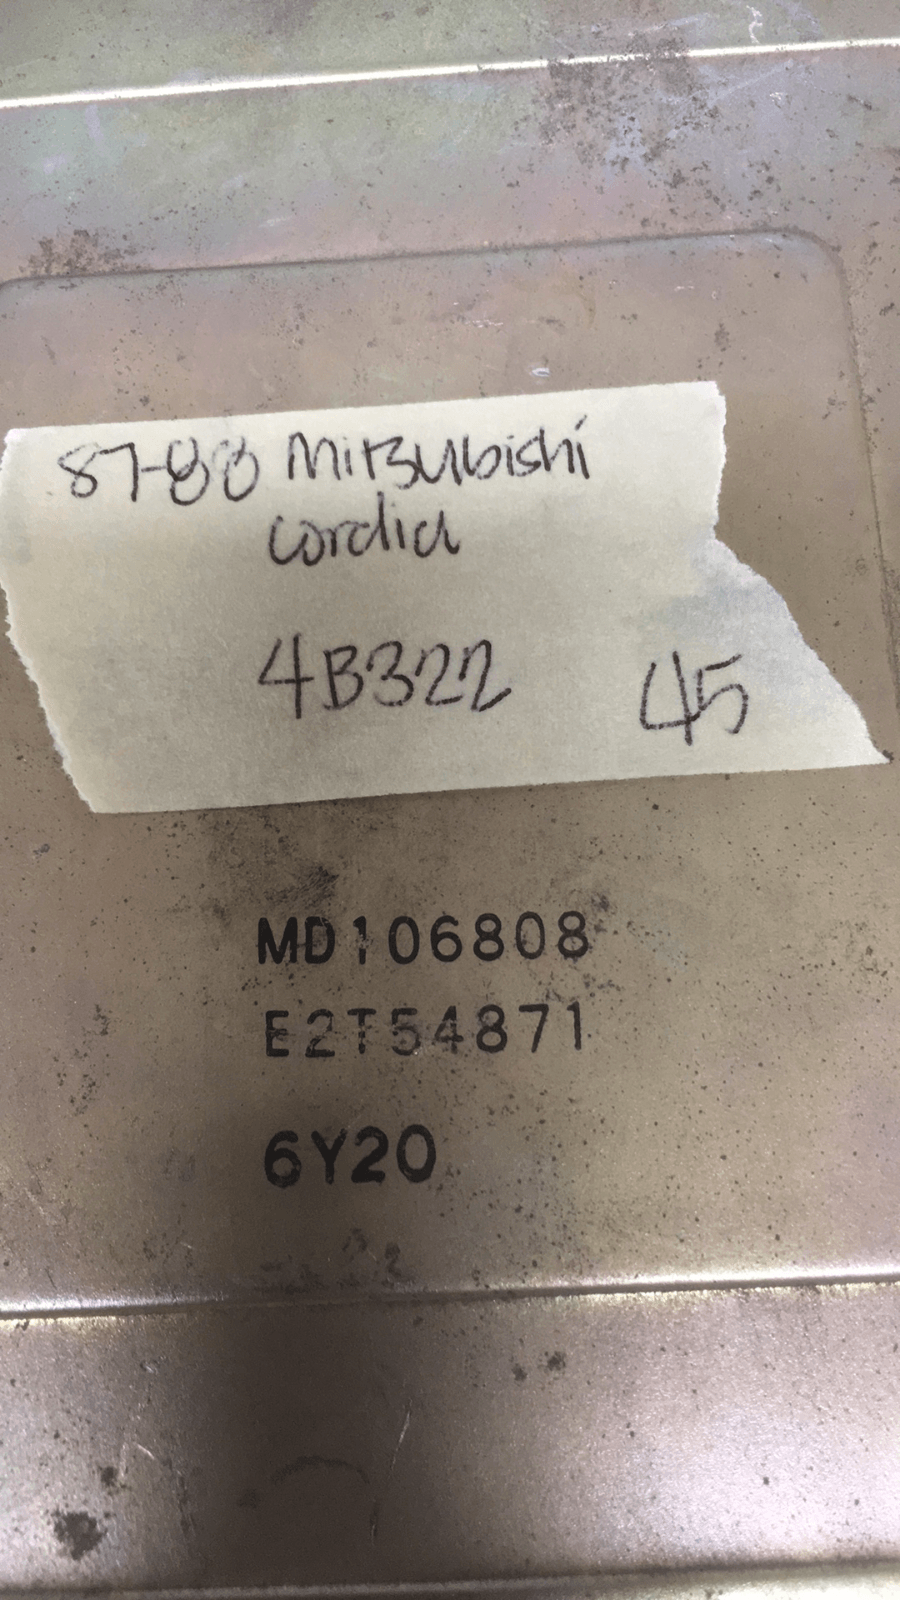 87-88 Mitsubishi
cordia
4B322 45
MD106808
E2T54871
6Y20